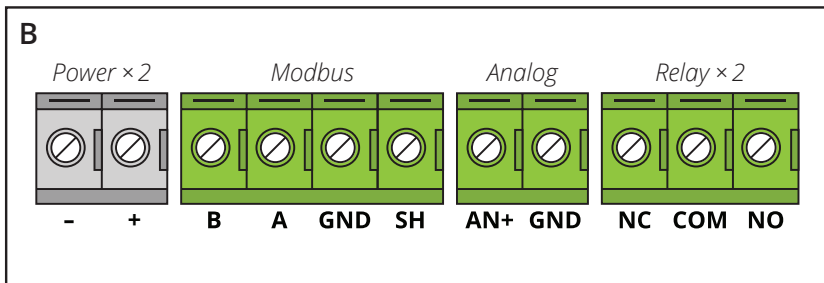 B
Power × 2 Modbus Analog Relay × 2
– + B A GND SH AN+ GND NC COM NO